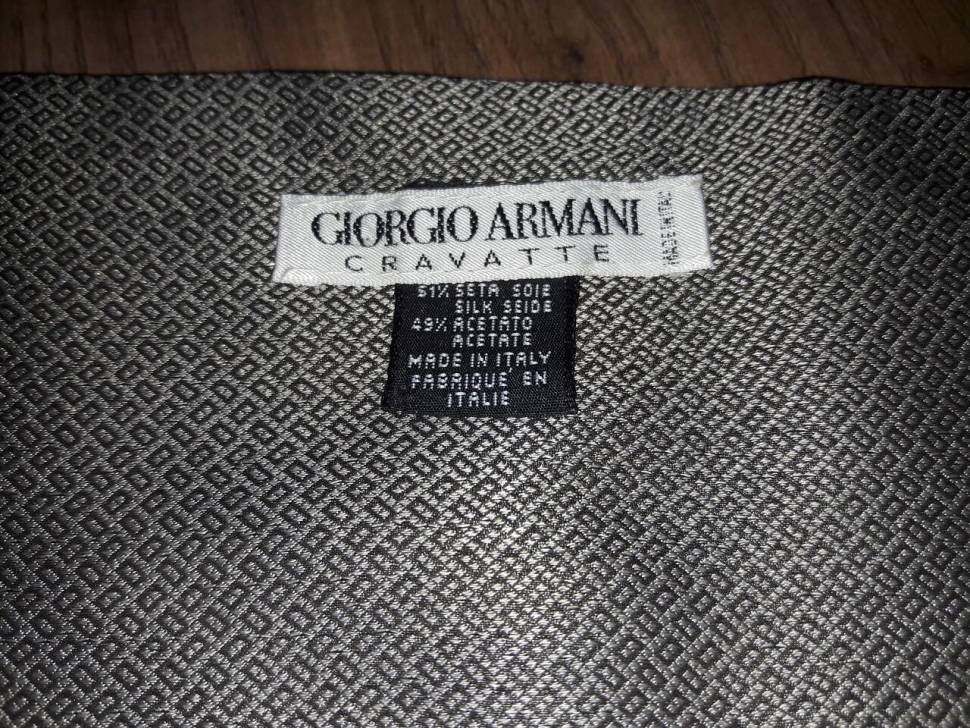 GIORGIO ARMANI
CRAVATTE
MADE IN ITALY
51% SETA SOIE
SILK SEIDE
49% ACETATO
ACETATE
MADE IN ITALY
FABRIQUÉ EN
ITALIE